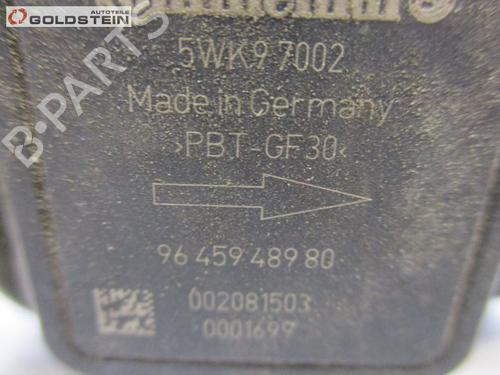 Autoteile
GOLDSTEIN
5WK9 7002
Made in Germany
>PBT-GF30<
96 459 489 80
002081503
0001699
B-PARTS